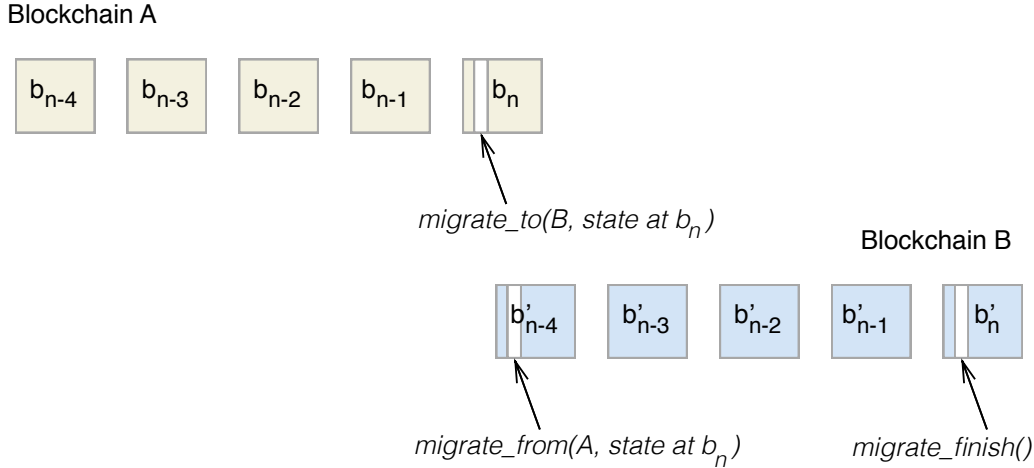 Blockchain A
b_{n-4} b_{n-3} b_{n-2} b_{n-1} b_n
migrate_to(B, state at b_n)
Blockchain B
b'_{n-4} b'_{n-3} b'_{n-2} b'_{n-1} b'_n
migrate_from(A, state at b_n) migrate_finish()